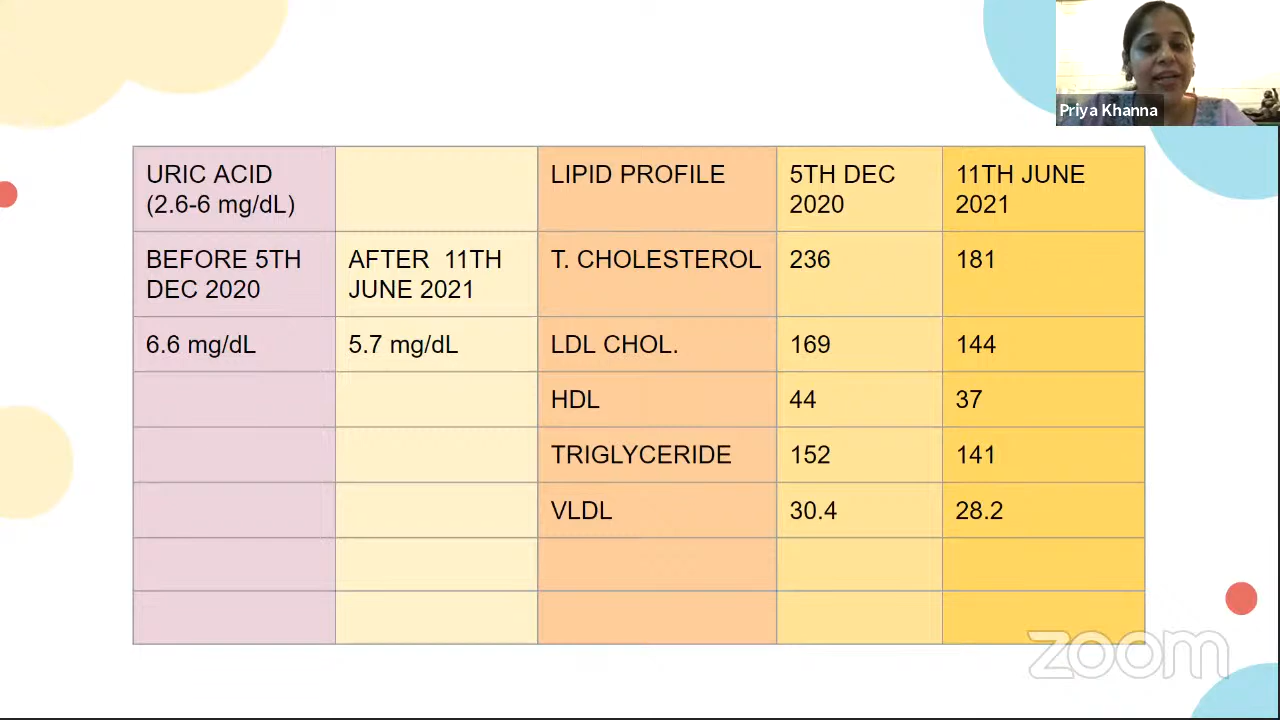 Priya Khanna
URIC ACID
(2.6-6 mg/dL)
LIPID PROFILE
5TH DEC
2020
11TH JUNE
2021
BEFORE 5TH
DEC 2020
AFTER 11TH
JUNE 2021
T. CHOLESTEROL
236
181
6.6 mg/dL
5.7 mg/dL
LDL CHOL.
169
144
HDL
44
37
TRIGLYCERIDE
152
141
VLDL
30.4
28.2
zoom